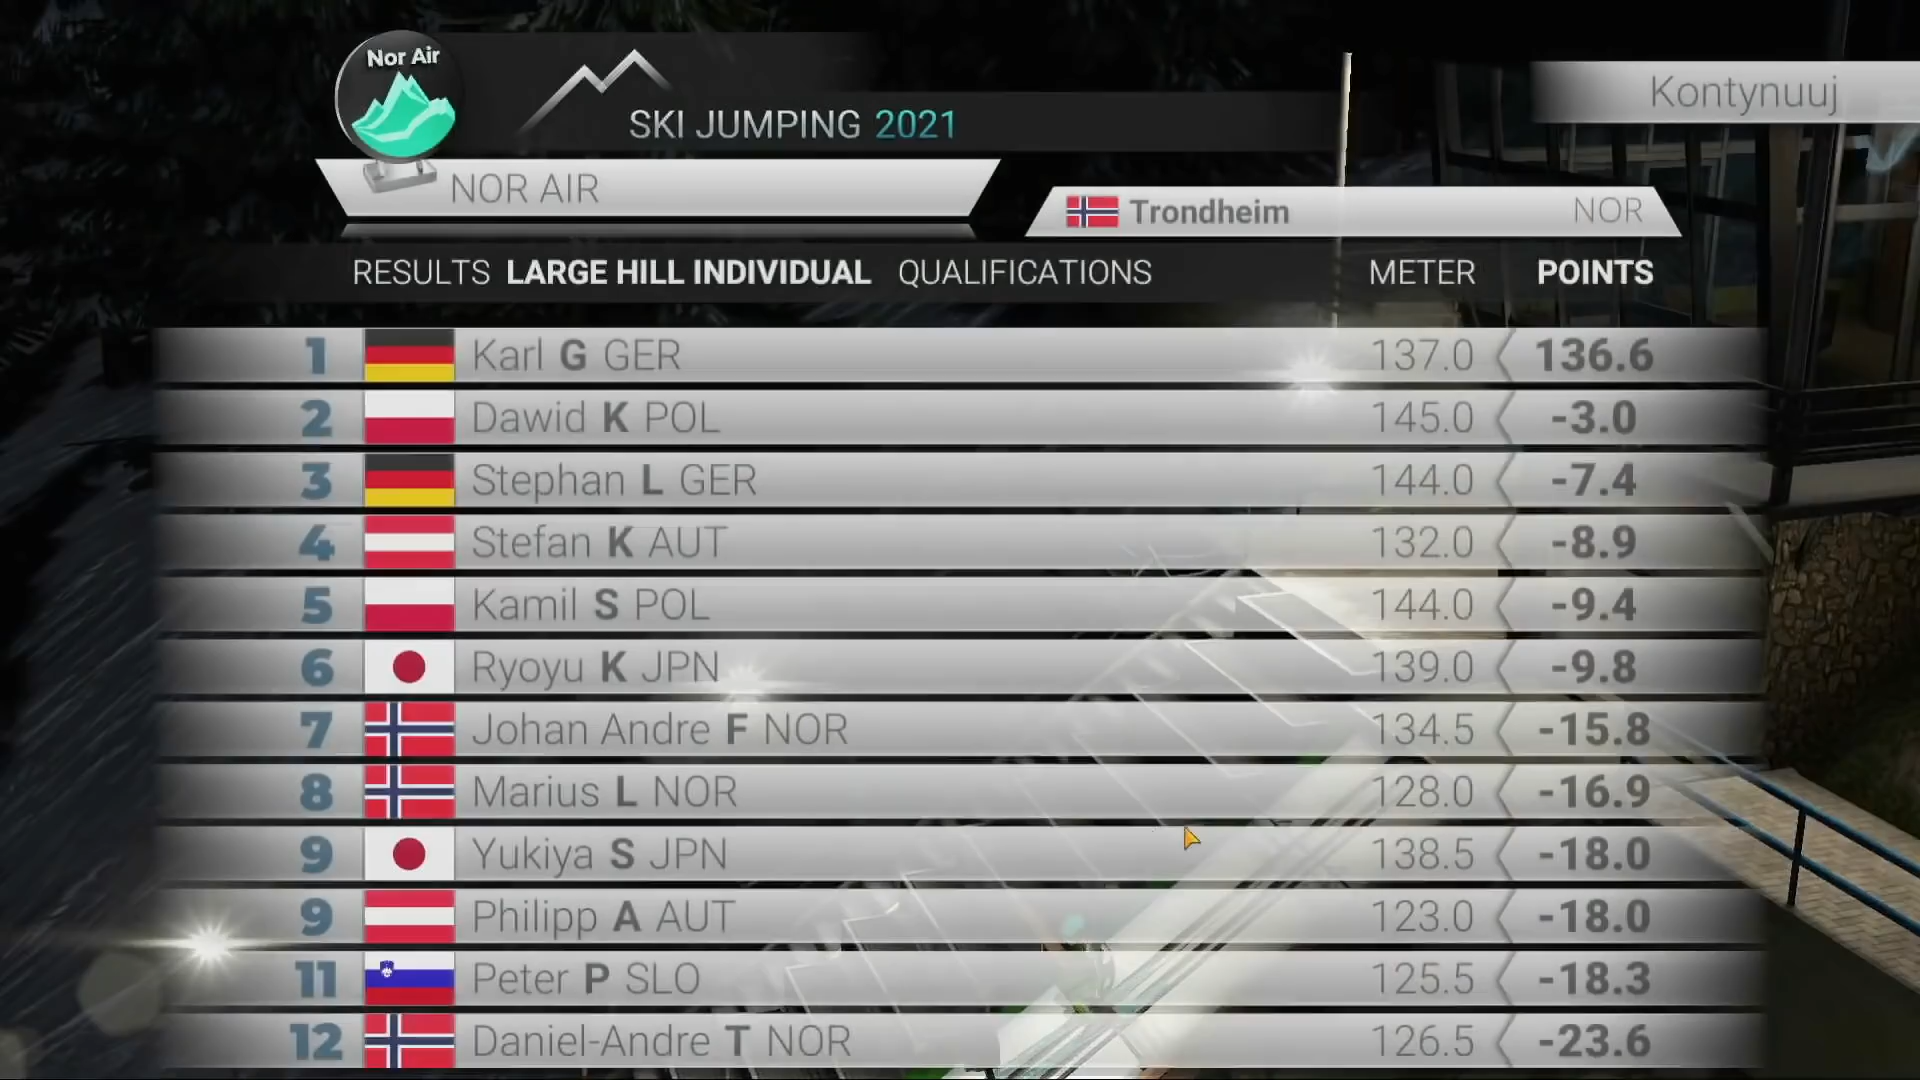 Nor Air
SKI JUMPING 2021
Kontynuuj
NOR AIR
Trondheim NOR
RESULTS LARGE HILL INDIVIDUAL QUALIFICATIONS METER POINTS
1 Karl G GER 137.0 136.6
2 Dawid K POL 145.0 -3.0
3 Stephan L GER 144.0 -7.4
4 Stefan K AUT 132.0 -8.9
5 Kamil S POL 144.0 -9.4
6 Ryoyu K JPN 139.0 -9.8
7 Johan Andre F NOR 134.5 -15.8
8 Marius L NOR 128.0 -16.9
9 Yukiya S JPN 138.5 -18.0
9 Philipp A AUT 123.0 -18.0
11 Peter P SLO 125.5 -18.3
12 Daniel-Andre T NOR 126.5 -23.6